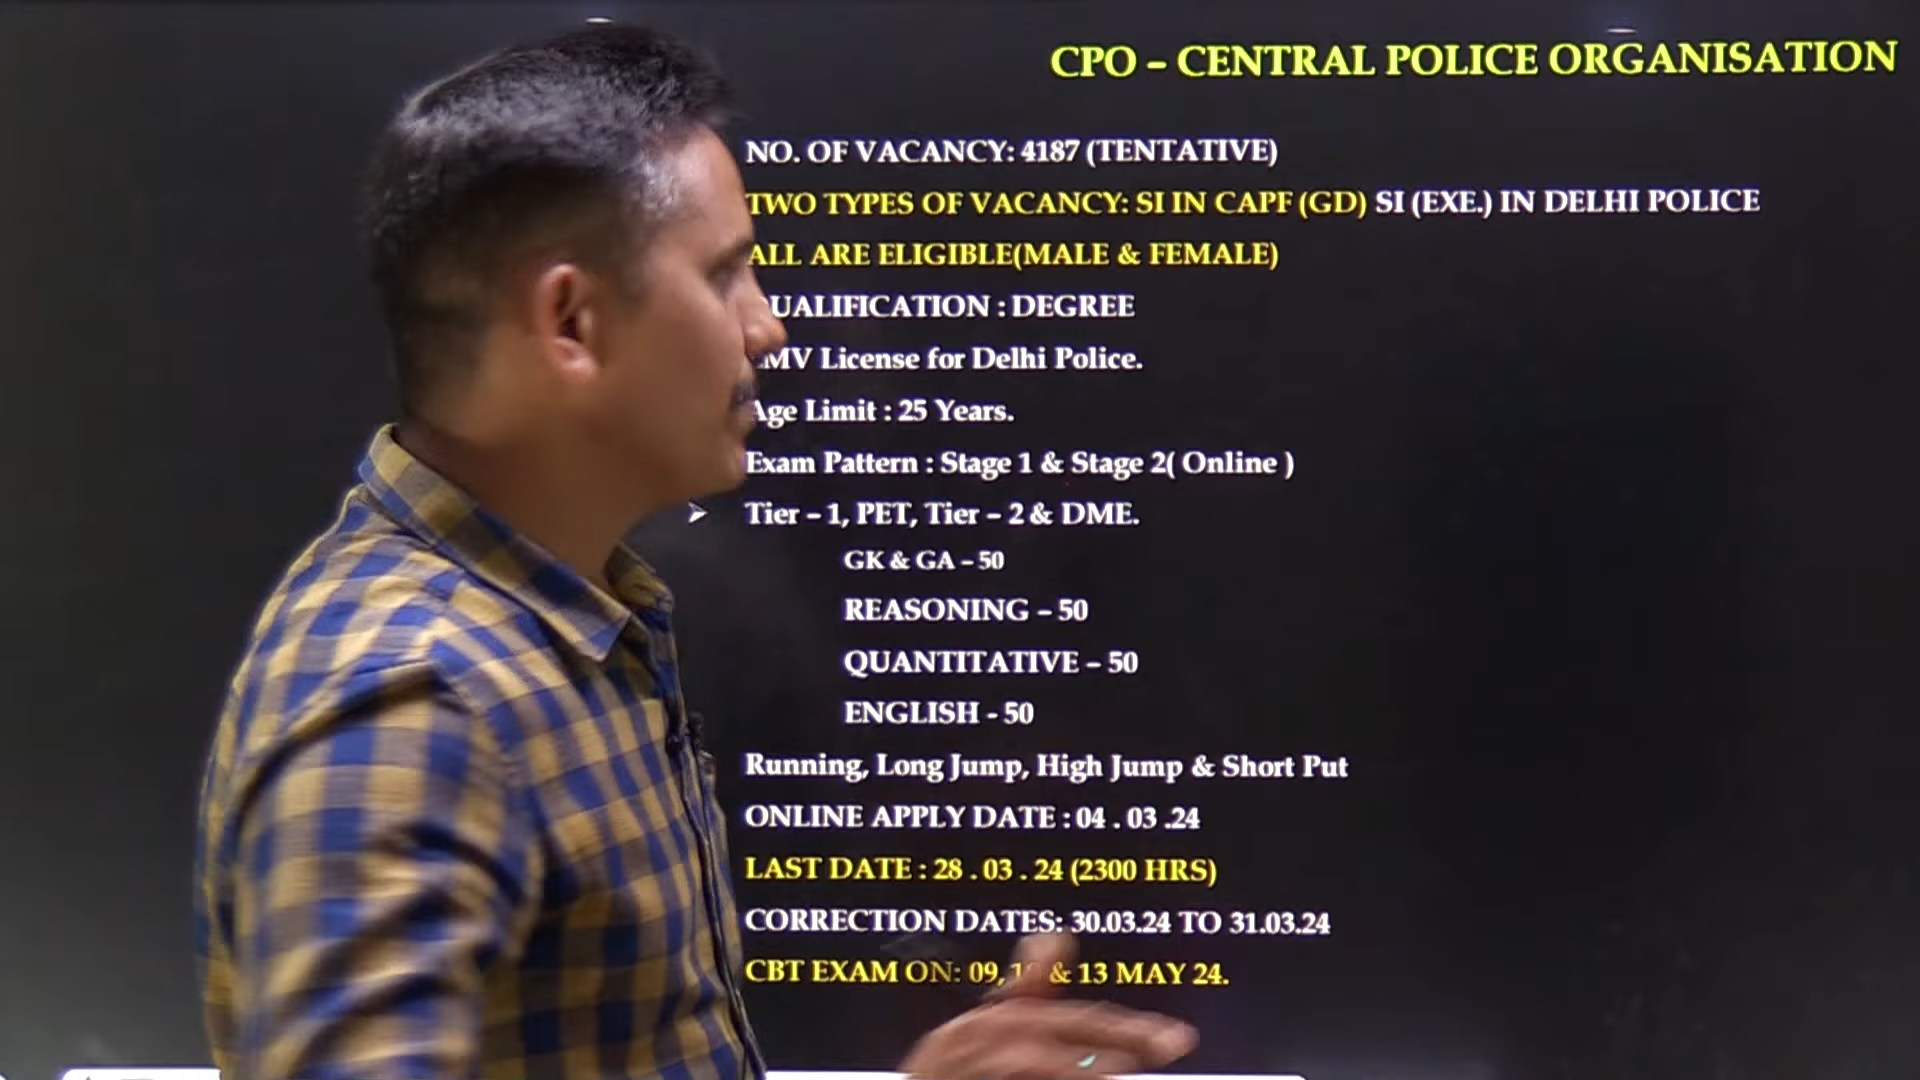 CPO – CENTRAL POLICE ORGANISATION
NO. OF VACANCY: 4187 (TENTATIVE)
TWO TYPES OF VACANCY: SI IN CAPF (GD) SI (EXE.) IN DELHI POLICE
ALL ARE ELIGIBLE(MALE & FEMALE)
: DEGREE
License for Delhi Police.
Age Limit : 25 Years.
Exam Pattern : Stage 1 & Stage 2( Online )
➢ Tier – 1, PET, Tier – 2 & DME.
GK & GA – 50
REASONING – 50
QUANTITATIVE – 50
ENGLISH - 50
Running, Long Jump, High Jump & Short Put
ONLINE APPLY DATE : 04 . 03 .24
LAST DATE : 28 . 03 . 24 (2300 HRS)
CORRECTION DATES: 30.03.24 TO 31.03.24
CBT EXAM ON: 09, & 13 MAY 24.